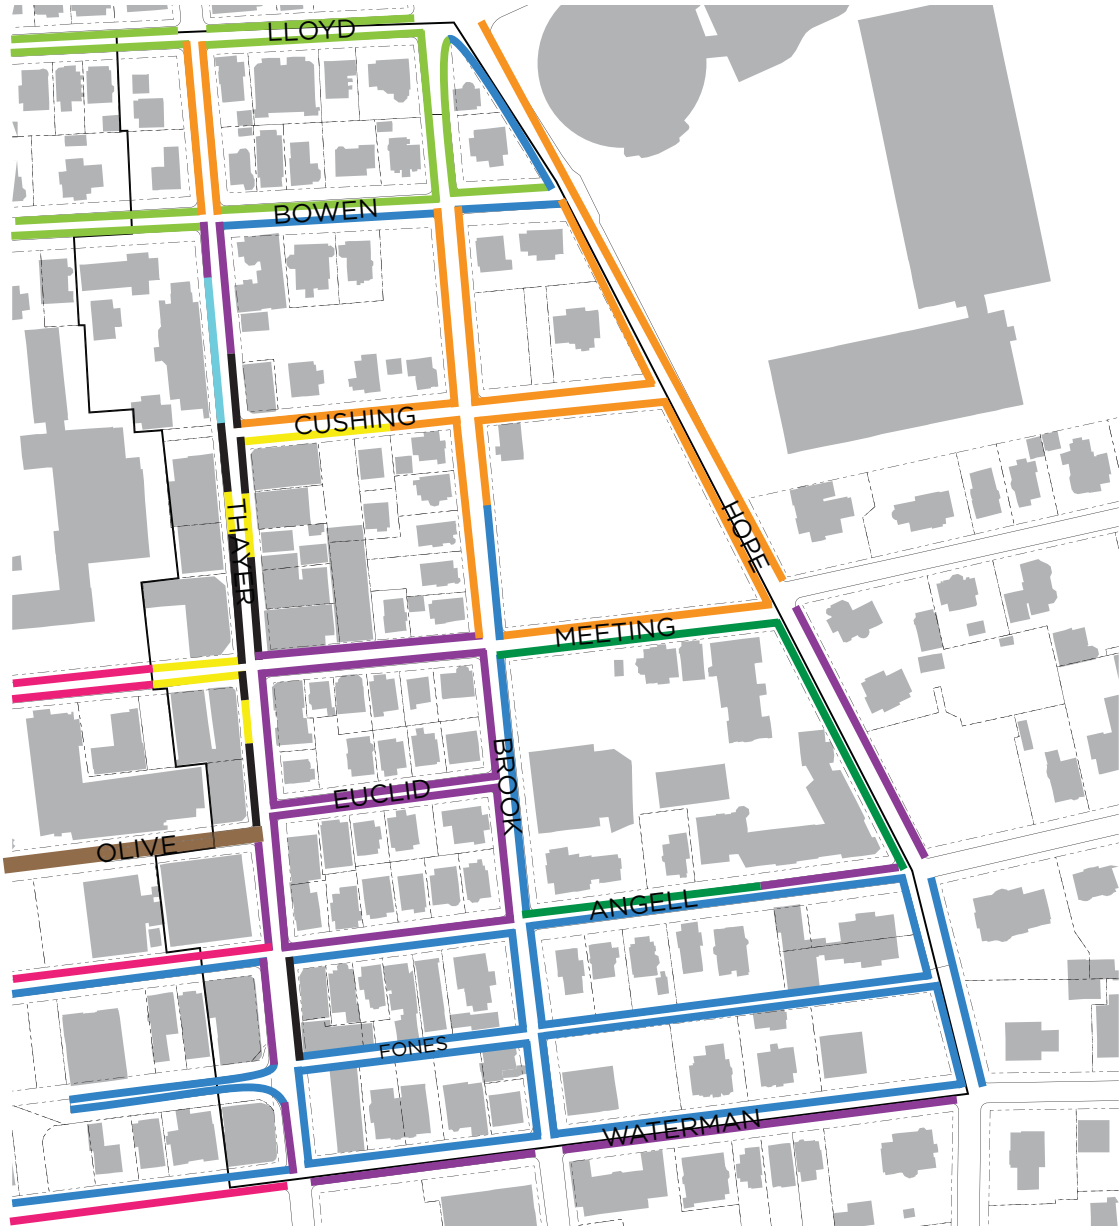 LLOYD
BOWEN
CUSHING
THAYER
HOPE
MEETING
BROOK
EUCLID
OLIVE
ANGELL
FONES
WATERMAN